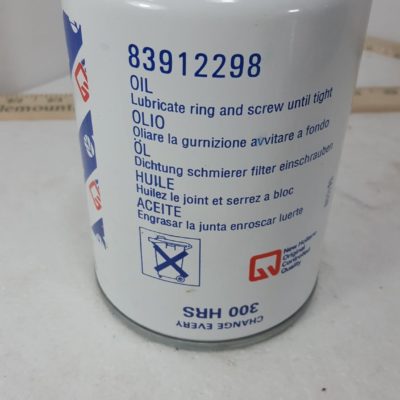 83912298
OIL
Lubricate ring and screw until tight
OLIO
Oliare la gurnizione avvitare a fondo
ÖL
Dichtung schmierer filter einschrauben
HUILE
Huilez le joint et serrez a bloc
ACEITE
Engrasar la junta enroscar luerte
New Holland
Original
Controlled
Quality
CHANGE EVERY
300 HRS